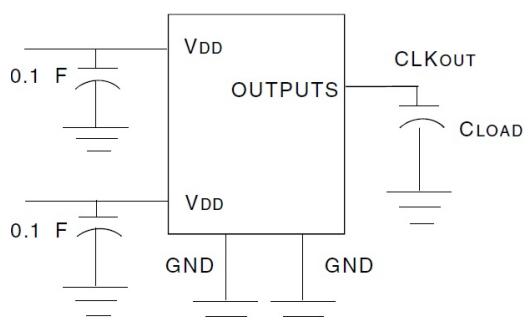 VDD
CLKOUT
0.1 F
OUTPUTS
CLOAD
VDD
0.1 F
GND
GND